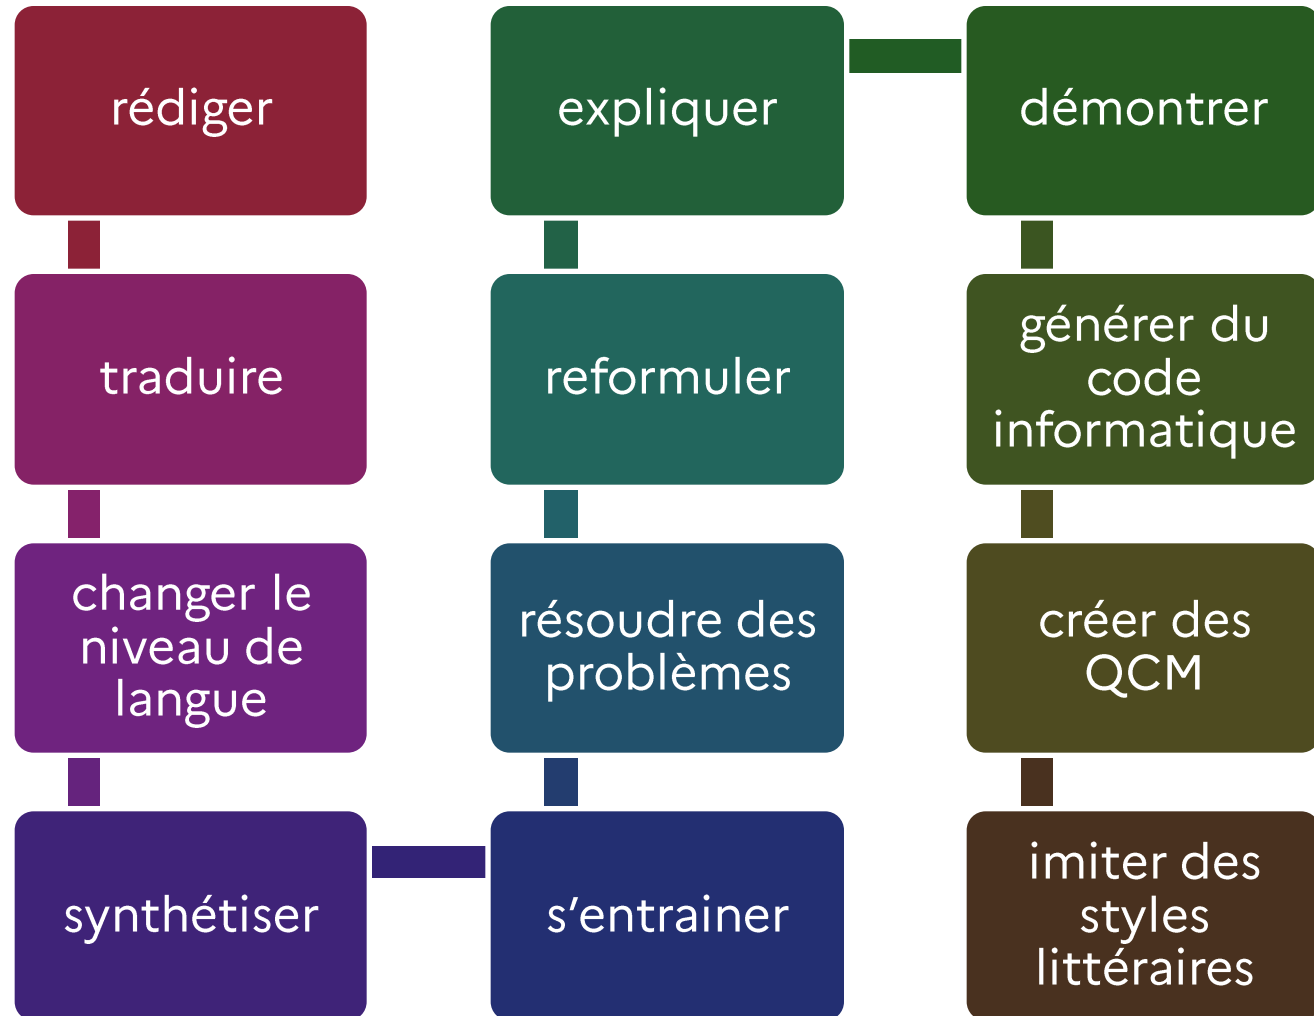 rédiger
traduire
changer le
niveau de
langue
synthétiser
s’entrainer
résoudre des
problèmes
reformuler
expliquer
démontrer
générer du
code
informatique
créer des
QCM
imiter des
styles
littéraires